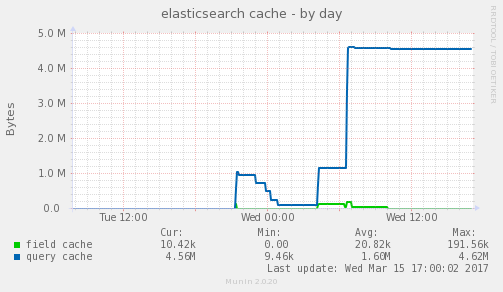 elasticsearch cache - by day
RRDTOOL / TOBI OETIKER
Bytes
5.0 M
4.0 M
3.0 M
2.0 M
1.0 M
0.0
Tue 12:00 Wed 00:00 Wed 12:00
Cur: Min: Avg: Max:
field cache 10.42k 0.00 20.82k 191.56k
query cache 4.56M 9.46k 1.60M 4.62M
Last update: Wed Mar 15 17:00:02 2017
Munin 2.0.20